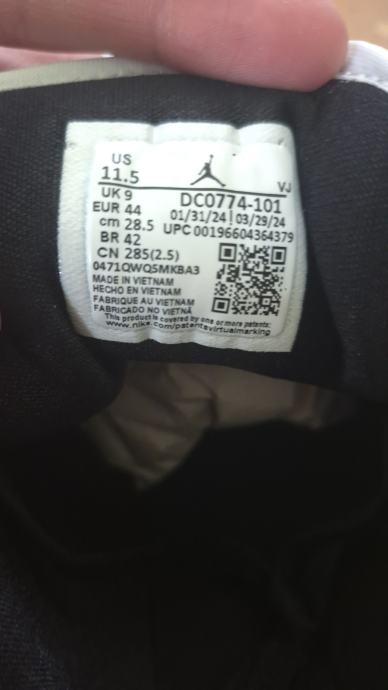 US
11.5
VJ
UK 9
DC0774-101
EUR 44
01/31/24 | 03/29/24
cm 28.5
UPC 00196604364379
BR 42
CN 285(2.5)
0471QWQ5MKBA3
MADE IN VIETNAM
HECHO EN VIETNAM
FABRIQUE AU VIETNAM
FABRICADO NO VIETNÃ
This product is covered by one or more patents:
www.nike.com/patentsvirtualmarking